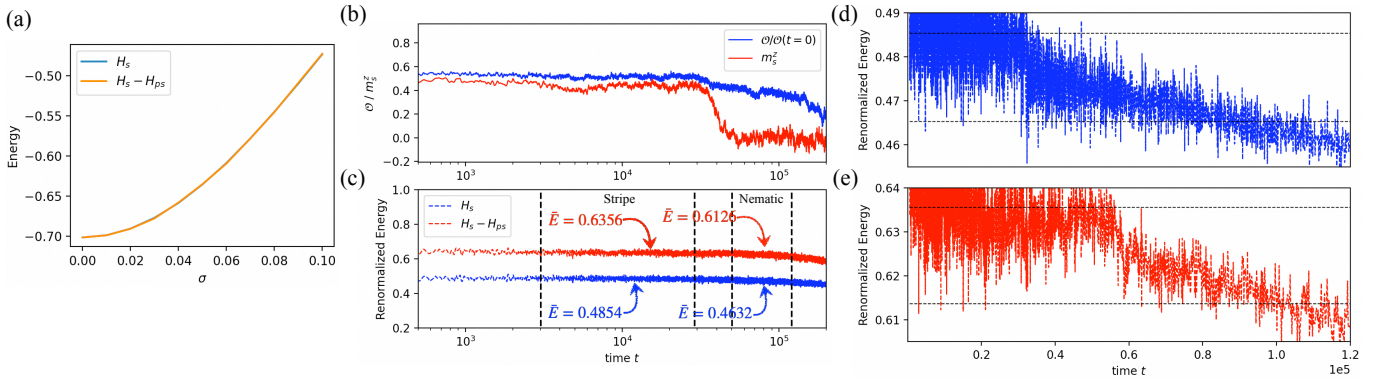 (a)
Energy
−0.50
−0.55
−0.60
−0.65
−0.70
H_s
H_s − H_ps
0.00 0.02 0.04 0.06 0.08 0.10
σ
(b)
𝒪 / m_s^z
0.8
0.6
0.4
0.2
0.0
−0.2
𝒪/𝒪(t = 0)
m_s^z
10^3 10^4 10^5
(c)
Renormalized Energy
1.0
0.8
0.6
0.4
0.2
H_s
H_s − H_ps
Stripe
Nematic
Ē = 0.6356
Ē = 0.6126
Ē = 0.4854
Ē = 0.4632
10^3 10^4 10^5
time t
(d)
Renormalized Energy
0.49
0.48
0.47
0.46
(e)
Renormalized Energy
0.64
0.63
0.62
0.61
0.2 0.4 0.6 0.8 1.0 1.2
time t
1e5